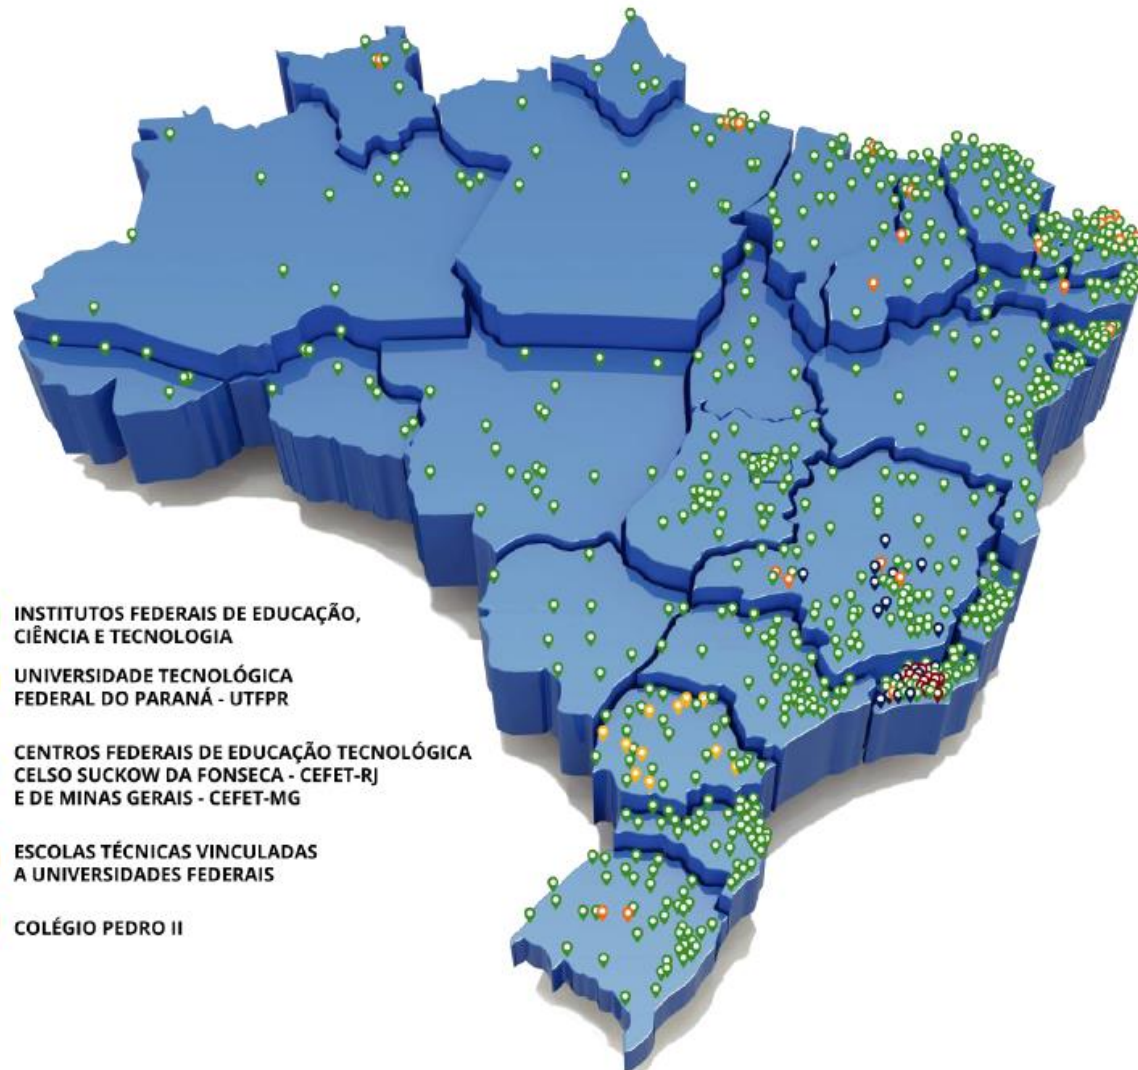 INSTITUTOS FEDERAIS DE EDUCAÇÃO,
CIÊNCIA E TECNOLOGIA
UNIVERSIDADE TECNOLÓGICA
FEDERAL DO PARANÁ - UTFPR
CENTROS FEDERAIS DE EDUCAÇÃO TECNOLÓGICA
CELSO SUCKOW DA FONSECA - CEFET-RJ
E DE MINAS GERAIS - CEFET-MG
ESCOLAS TÉCNICAS VINCULADAS
A UNIVERSIDADES FEDERAIS
COLÉGIO PEDRO II